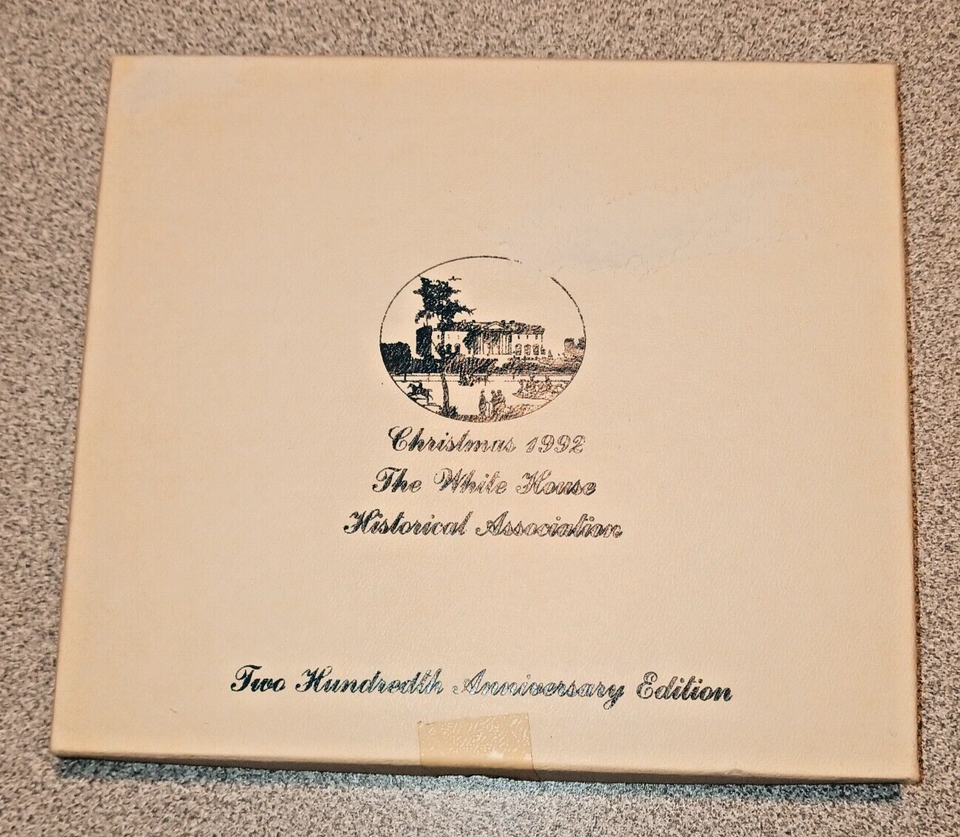 Christmas 1992
The White House
Historical Association
Two Hundredth Anniversary Edition